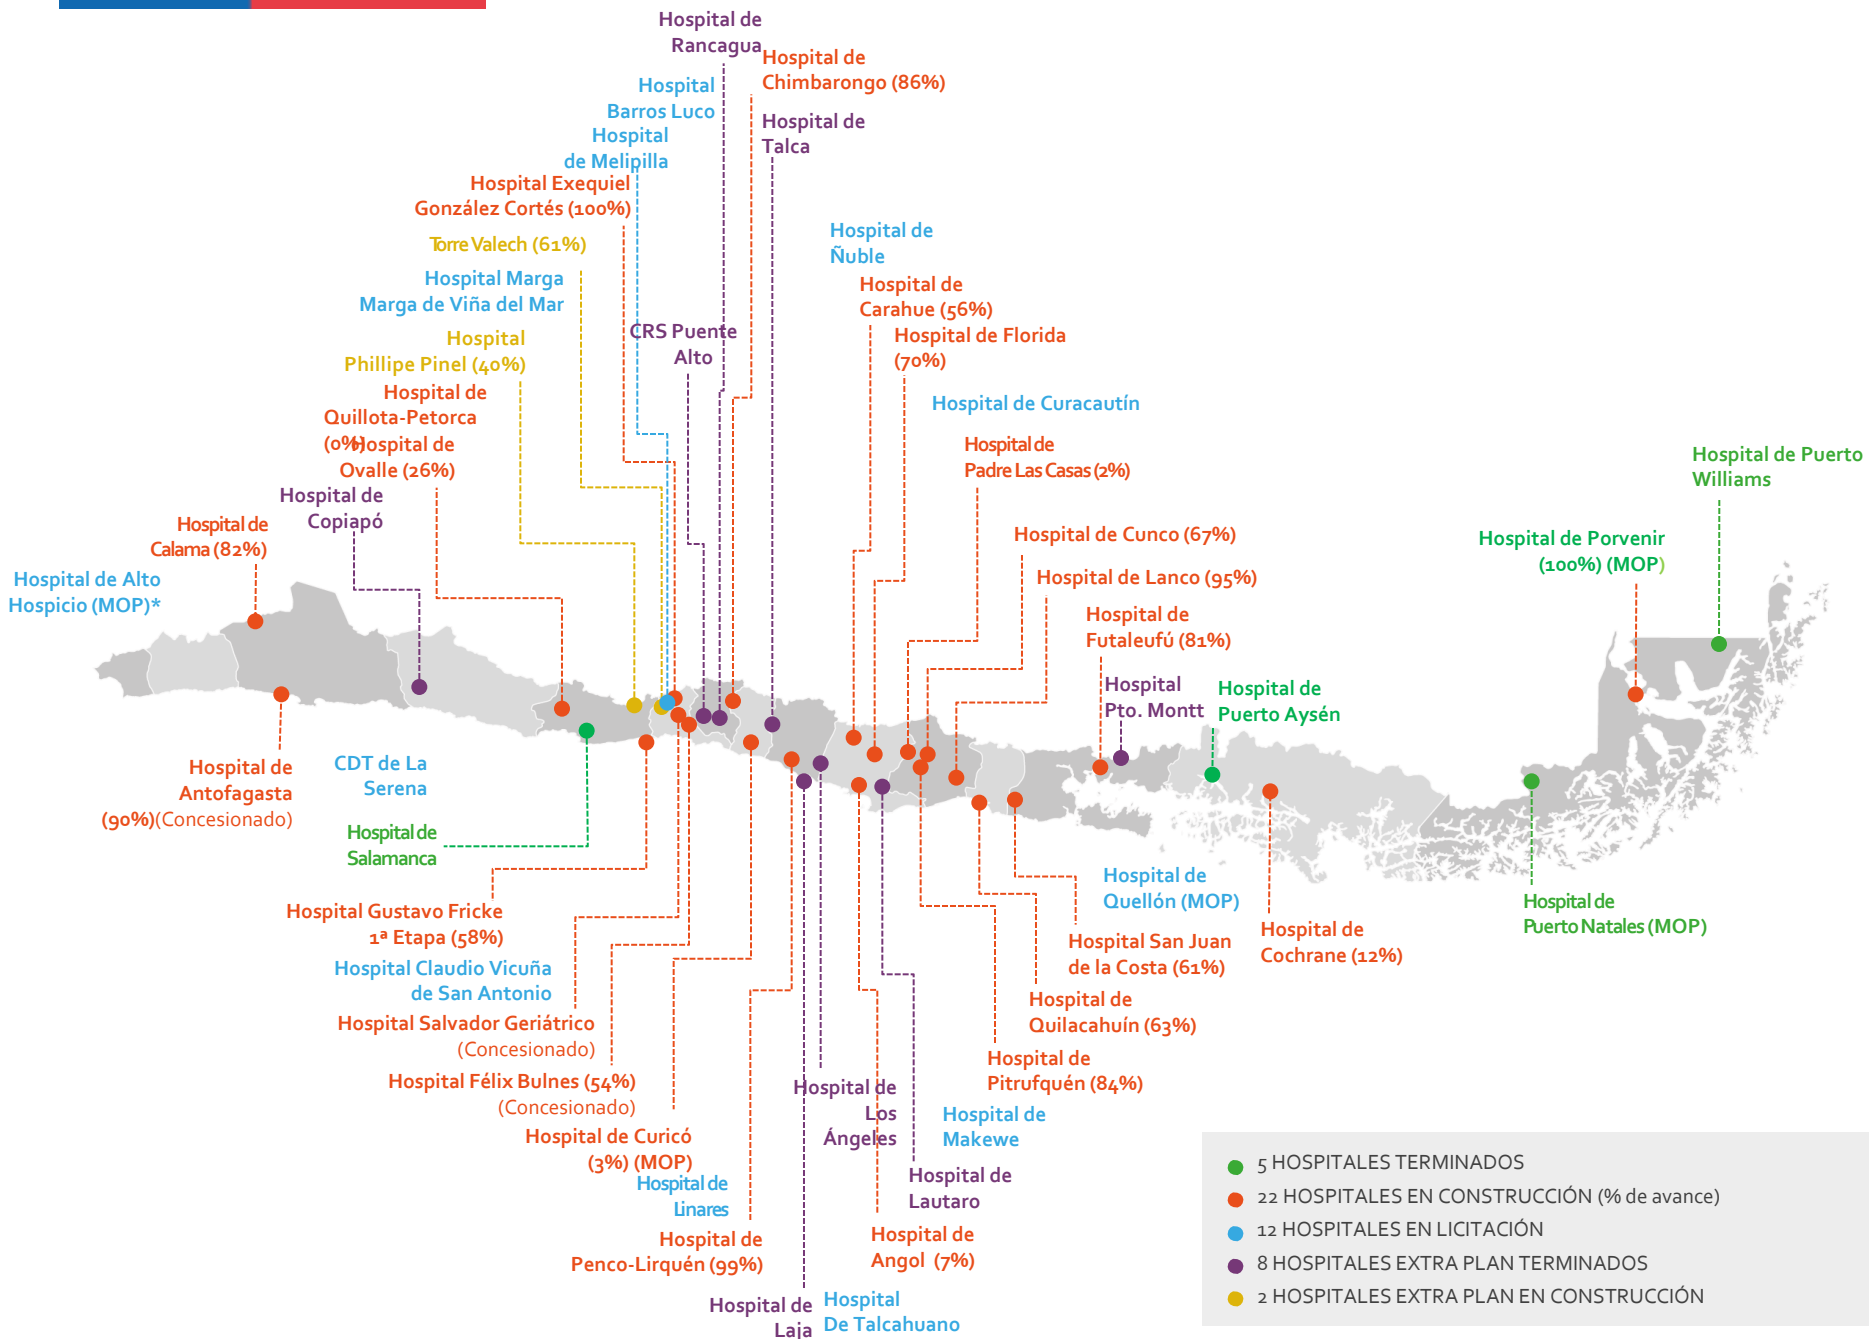 Hospital de
Rancagua
Hospital de
Chimbarongo (86%)
Hospital
Barros Luco
Hospital de
Talca
Hospital
de Melipilla
Hospital Exequiel
González Cortés (100%)
Torre Valech (61%)
Hospital Marga
Marga de Viña del Mar
CRS Puente
Alto
Hospital
Phillipe Pinel (40%)
Hospital de
Quillota-Petorca
(0%)
Hospital de
Ovalle (26%)
Hospital de
Copiapó
Hospital de
Calama (82%)
Hospital de Alto
Hospicio (MOP)*
Hospital de
Ñuble
Hospital de
Carahue (56%)
Hospital de Florida
(70%)
Hospital de Curacautín
Hospital de
Padre Las Casas (2%)
Hospital de Cunco (67%)
Hospital de Lanco (95%)
Hospital de
Futaleufú (81%)
Hospital
Pto. Montt
Hospital de
Puerto Aysén
Hospital de Porvenir
(100%) (MOP)
Hospital de Puerto
Williams
Hospital de
Antofagasta
(90%)(Concesionado)
CDT de La
Serena
Hospital de
Salamanca
Hospital Gustavo Fricke
1ª Etapa (58%)
Hospital Claudio Vicuña
de San Antonio
Hospital Salvador Geriátrico
(Concesionado)
Hospital Félix Bulnes (54%)
(Concesionado)
Hospital de Curicó
(3%) (MOP)
Hospital de
Linares
Hospital de
Penco-Lirquén (99%)
Hospital de
Laja
Hospital
De Talcahuano
Hospital de
Los
Ángeles
Hospital de
Angol (7%)
Hospital de
Lautaro
Hospital de
Makewe
Hospital de
Pitrufquén (84%)
Hospital de
Quilacahuín (63%)
Hospital San Juan
de la Costa (61%)
Hospital de
Quellón (MOP)
Hospital de
Cochrane (12%)
Hospital de
Puerto Natales (MOP)
5 HOSPITALES TERMINADOS
22 HOSPITALES EN CONSTRUCCIÓN (% de avance)
12 HOSPITALES EN LICITACIÓN
8 HOSPITALES EXTRA PLAN TERMINADOS
2 HOSPITALES EXTRA PLAN EN CONSTRUCCIÓN